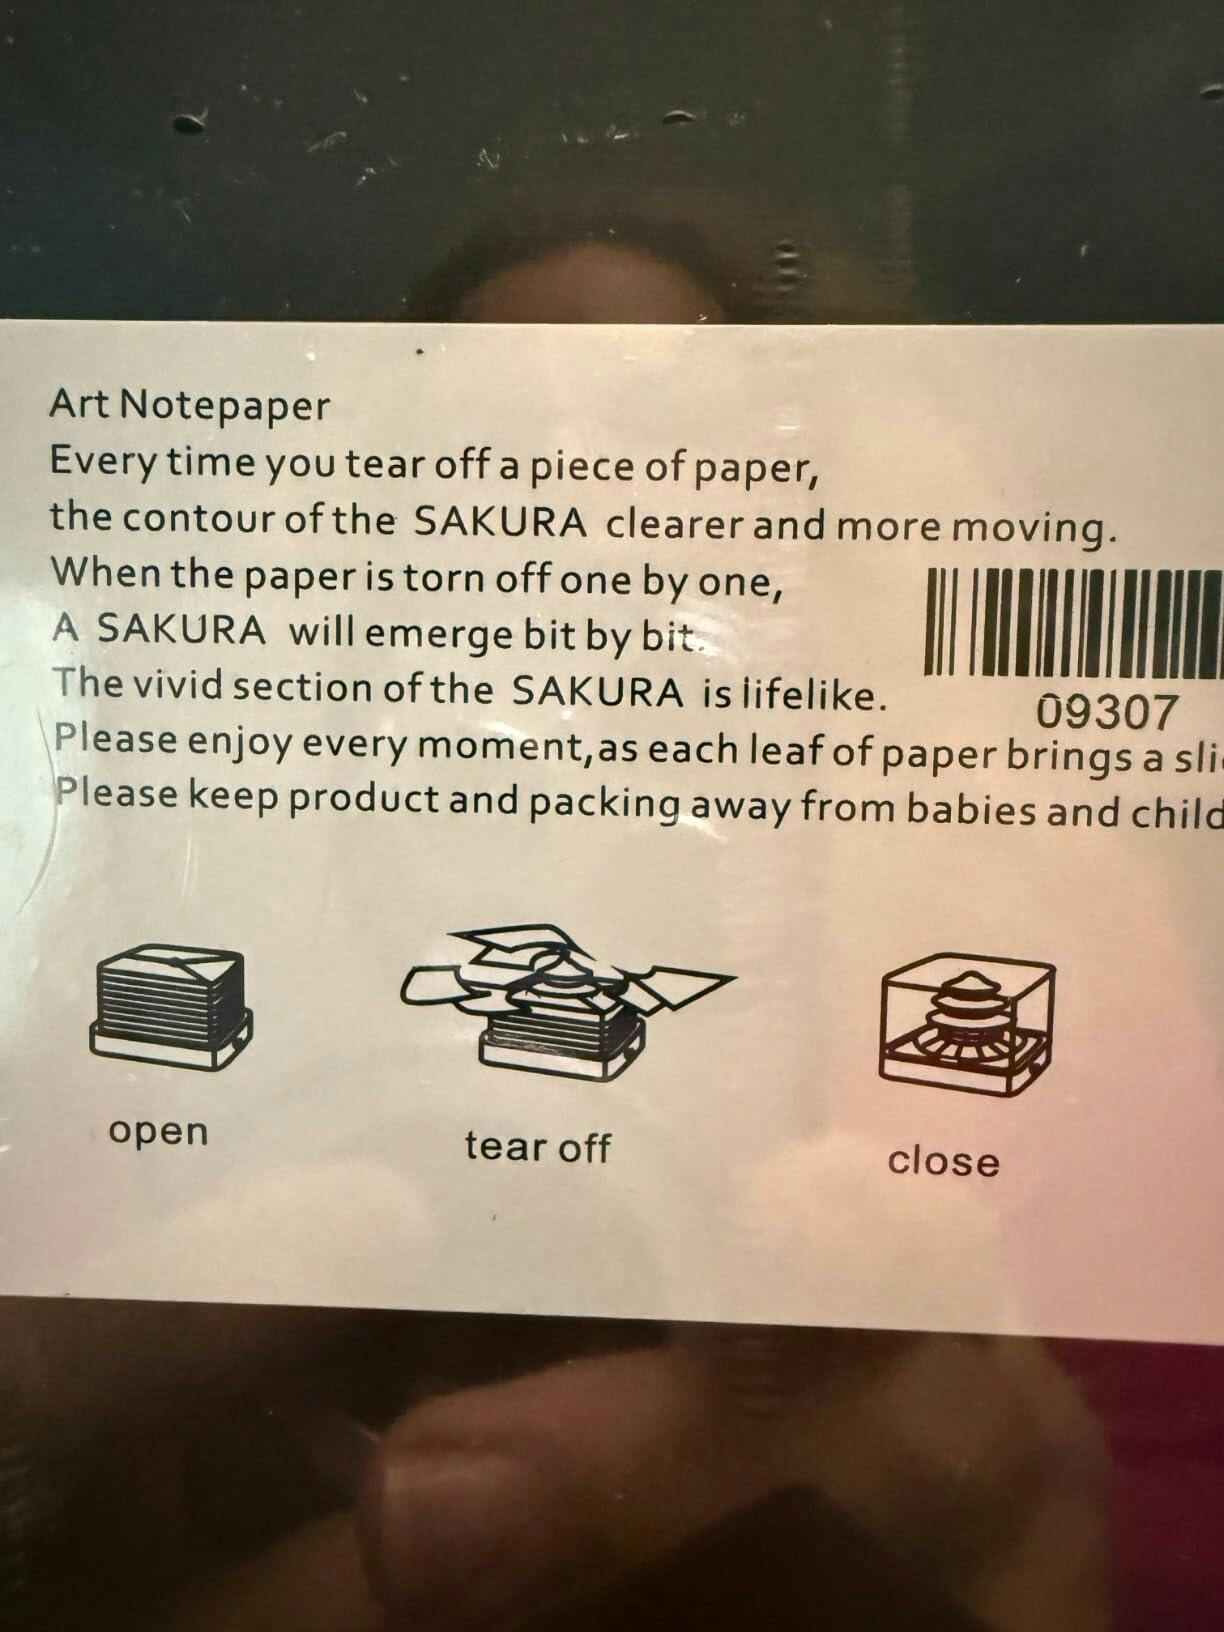 Art Notepaper
Every time you tear off a piece of paper,
the contour of the SAKURA clearer and more moving.
When the paper is torn off one by one,
A SAKURA will emerge bit by bit.
The vivid section of the SAKURA is lifelike.
09307
Please enjoy every moment,as each leaf of paper brings a
Please keep product and packing away from babies and
open
tear off
close